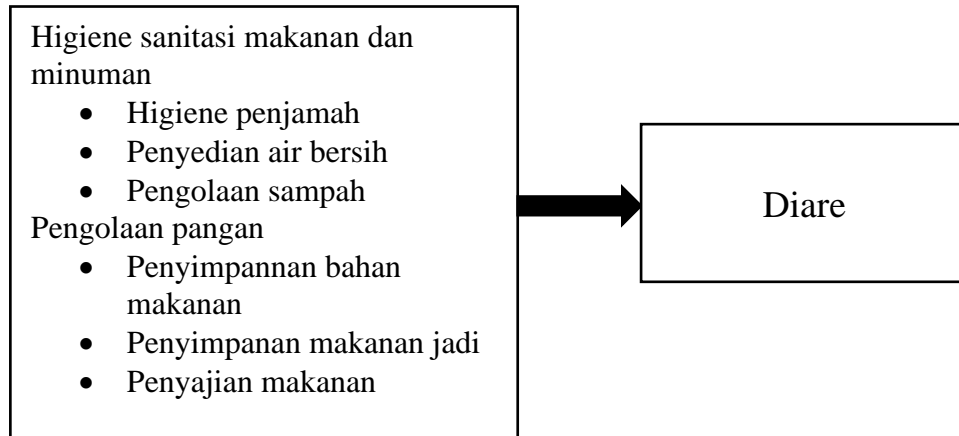 Higiene sanitasi makanan dan
minuman
• Higiene penjamah
• Penyedian air bersih
• Pengolaan sampah
Pengolaan pangan
• Penyimpannan bahan
makanan
• Penyimpanan makanan jadi
• Penyajian makanan
Diare